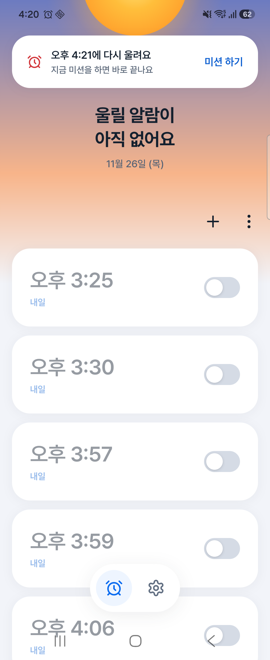 4:20
62
오후 4:21에 다시 울려요
지금 미션을 하면 바로 끝나요
미션 하기
울릴 알람이
아직 없어요
11월 26일 (목)
오후 3:25
내일
오후 3:30
내일
오후 3:57
내일
오후 3:59
내일
오후 4:06
내일